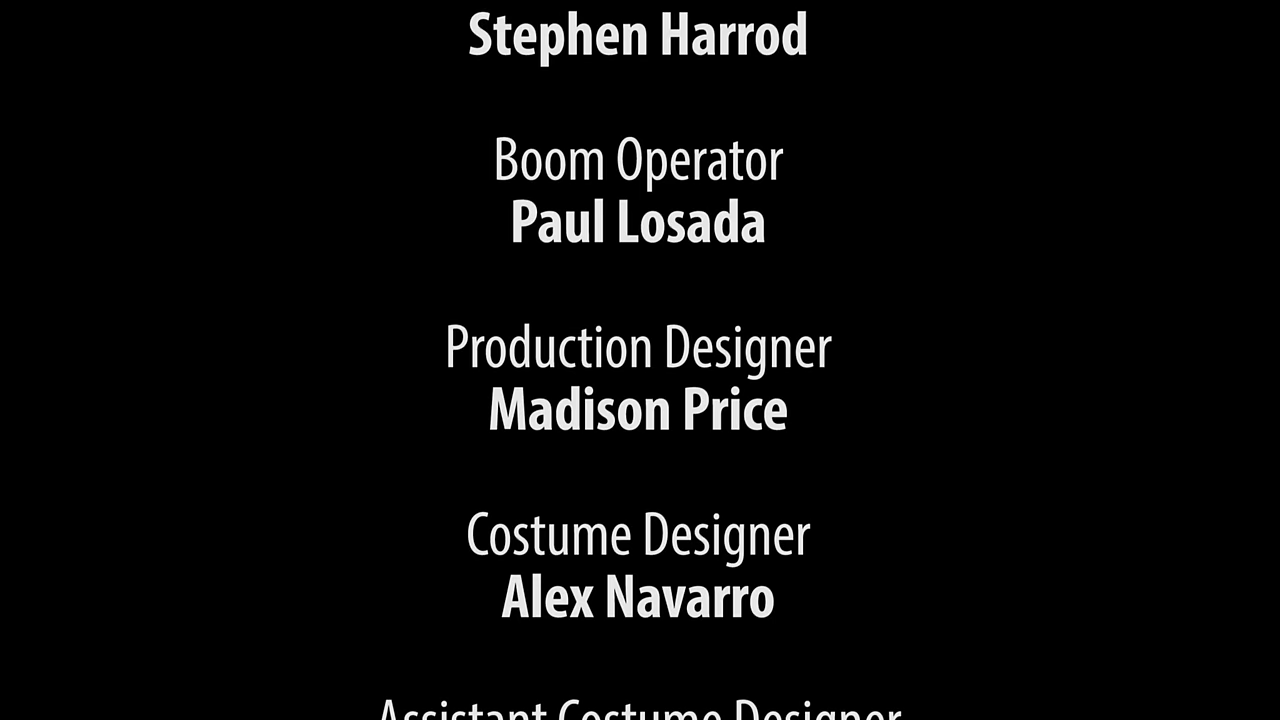 Stephen Harrod
Boom Operator
Paul Losada
Production Designer
Madison Price
Costume Designer
Alex Navarro
Assistant Costume Designer